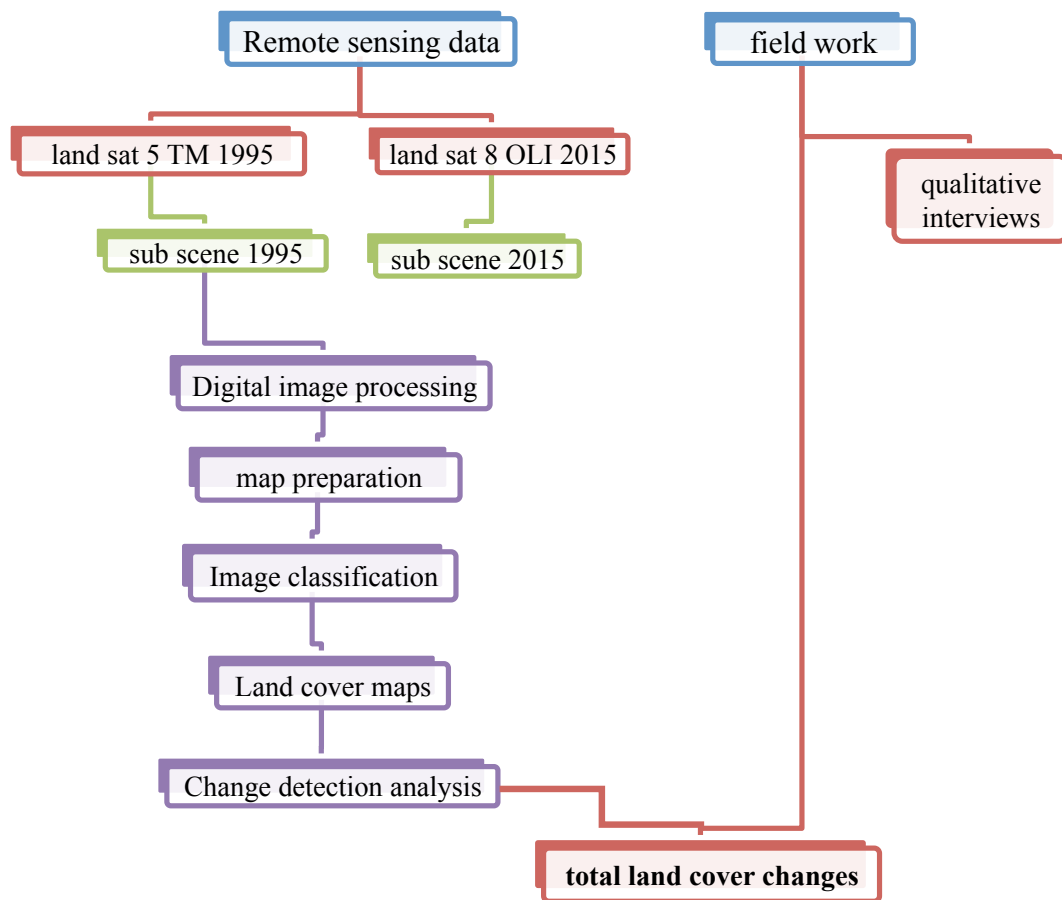 Remote sensing data
field work
land sat 5 TM 1995
land sat 8 OLI 2015
qualitative
interviews
sub scene 1995
sub scene 2015
Digital image processing
map preparation
Image classification
Land cover maps
Change detection analysis
total land cover changes